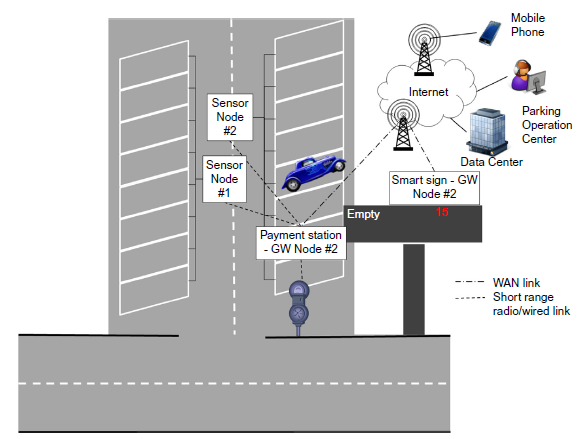 Mobile
Phone
Internet
Parking
Operation
Center
Data Center
Sensor
Node
#2
Sensor
Node
#1
Smart sign - GW
Node #2
Empty
15
Payment station
- GW Node #2
WAN link
Short range
radio/wired link